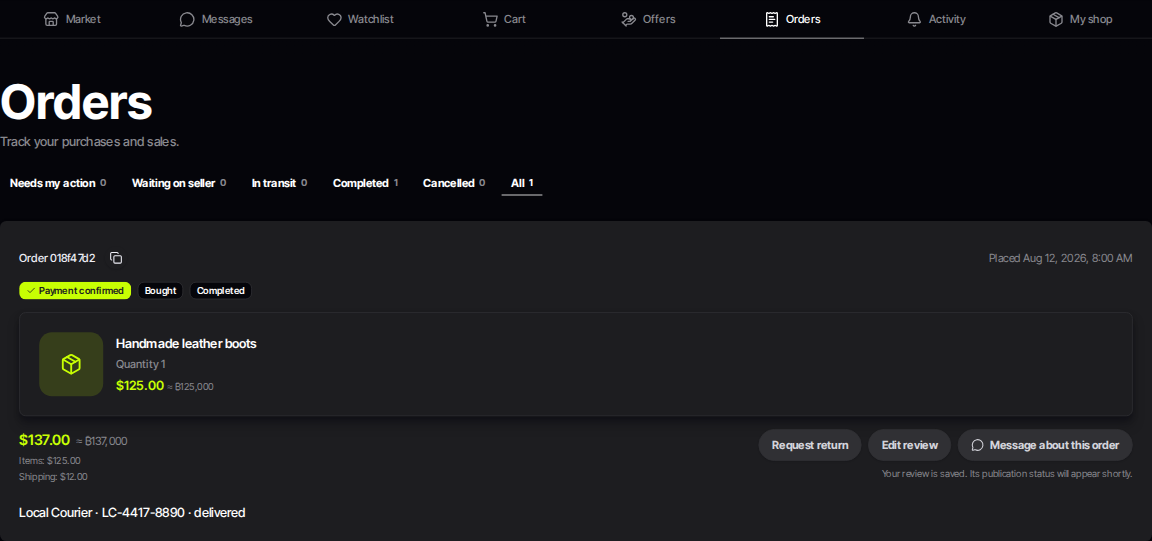 Market
Messages
Watchlist
Cart
Offers
Orders
Activity
My shop
Orders
Track your purchases and sales.
Needs my action 0
Waiting on seller 0
In transit 0
Completed 1
Cancelled 0
All 1
Order 018f47d2
Placed Aug 12, 2026, 8:00 AM
Payment confirmed
Bought
Completed
Handmade leather boots
Quantity 1
$125.00 ≈ ₿125,000
$137.00 ≈ ₿137,000
Items: $125.00
Shipping: $12.00
Request return
Edit review
Message about this order
Your review is saved. Its publication status will appear shortly.
Local Courier · LC-4417-8890 · delivered